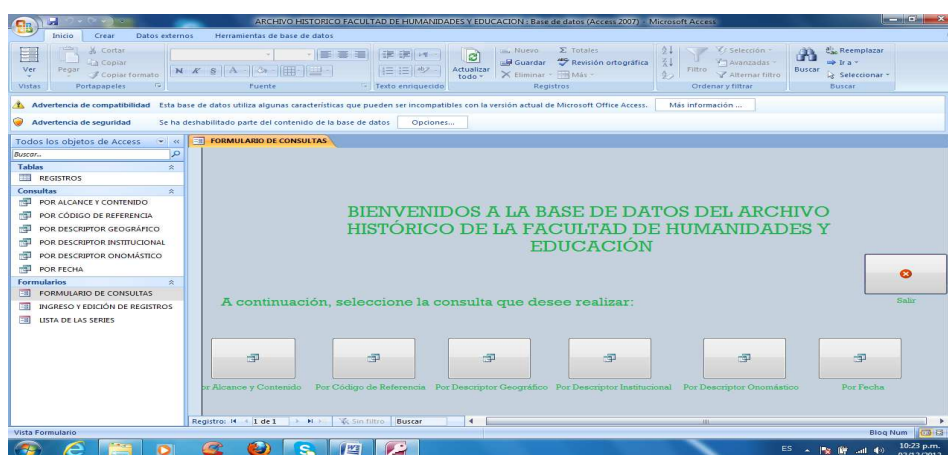 ARCHIVO HISTORICO FACULTAD DE HUMANIDADES Y EDUCACION : Base de datos (Access 2007) - Microsoft Access
Inicio Crear Datos externos Herramientas de base de datos
Ver
Pegar
Cortar
Copiar
Copiar formato
N K S A
Actualizar todo
Nuevo
Guardar
Eliminar
Totales
Revisión ortográfica
Más
Filtro
Selección
Avanzadas
Alternar filtro
Buscar
Reemplazar
Ir a
Seleccionar
Vistas Portapapeles Fuente Texto enriquecido Registros Ordenar y filtrar Buscar
Advertencia de compatibilidad Esta base de datos utiliza algunas características que pueden ser incompatibles con la versión actual de Microsoft Office Access. Más información ...
Advertencia de seguridad Se ha deshabilitado parte del contenido de la base de datos Opciones...
Todos los objetos de Access
Buscar..
Tablas
REGISTROS
Consultas
POR ALCANCE Y CONTENIDO
POR CÓDIGO DE REFERENCIA
POR DESCRIPTOR GEOGRÁFICO
POR DESCRIPTOR INSTITUCIONAL
POR DESCRIPTOR ONOMÁSTICO
POR FECHA
Formularios
FORMULARIO DE CONSULTAS
INGRESO Y EDICIÓN DE REGISTROS
LISTA DE LAS SERIES
FORMULARIO DE CONSULTAS
BIENVENIDOS A LA BASE DE DATOS DEL ARCHIVO
HISTÓRICO DE LA FACULTAD DE HUMANIDADES Y
EDUCACIÓN
Salir
A continuación, seleccione la consulta que desee realizar:
or Alcance y Contenido Por Código de Referencia Por Descriptor Geográfico Por Descriptor Institucional Por Descriptor Onomástico Por Fecha
Registro: 1 de 1 Sin filtro Buscar
Vista Formulario Bloq Num
ES 10:23 p.m.